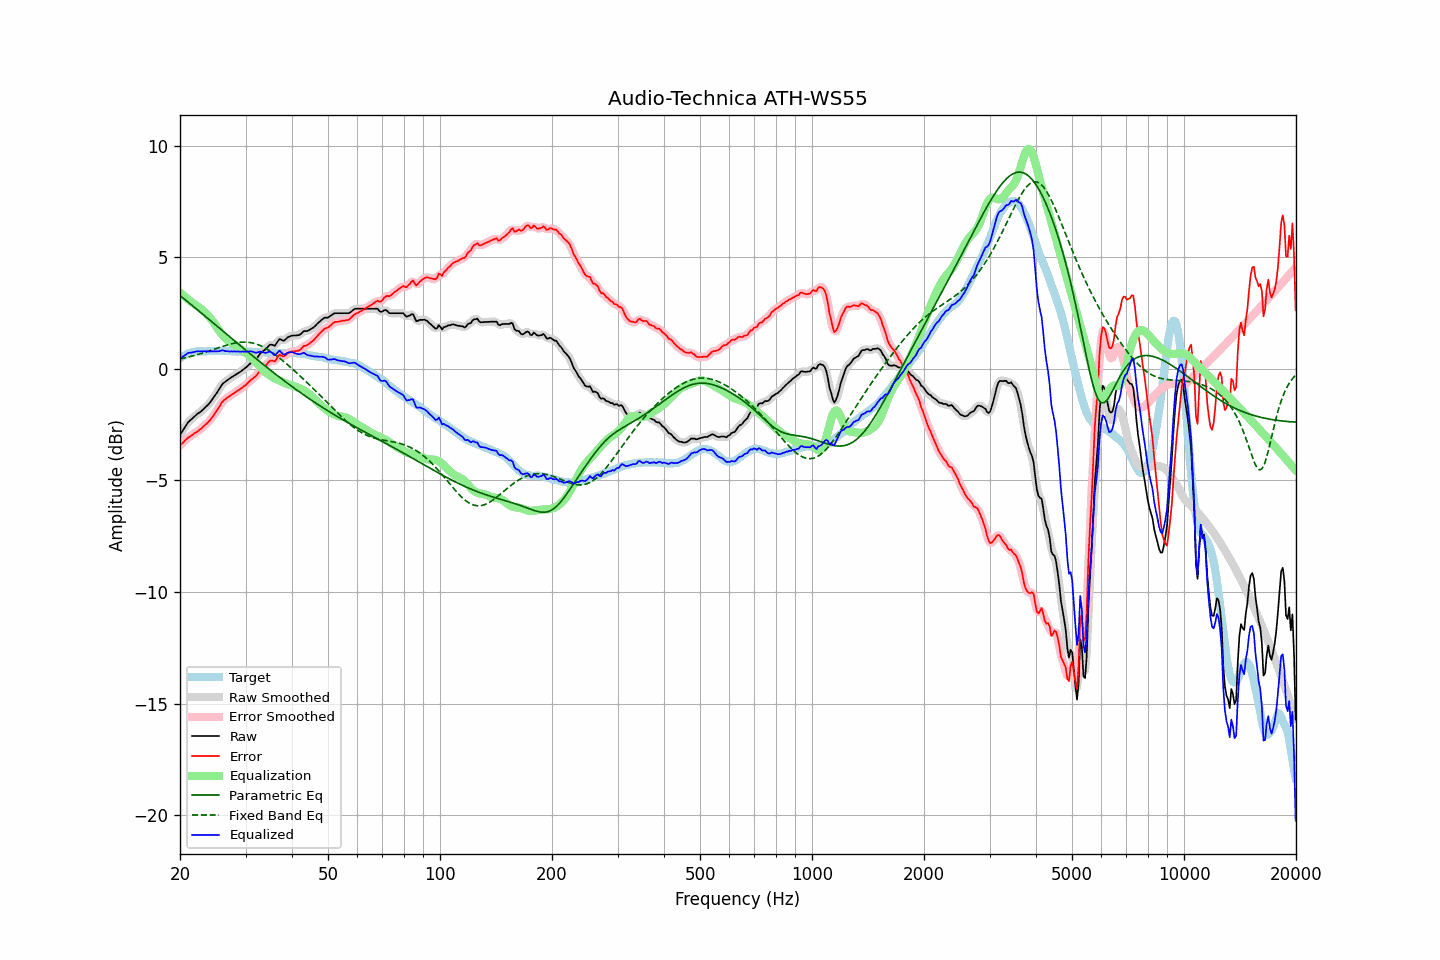 Audio-Technica ATH-WS55
Amplitude (dBr)
10
5
0
−5
−10
−15
−20
Target
Raw Smoothed
Error Smoothed
Raw
Error
Equalization
Parametric Eq
Fixed Band Eq
Equalized
20 50 100 200 500 1000 2000 5000 10000 20000
Frequency (Hz)